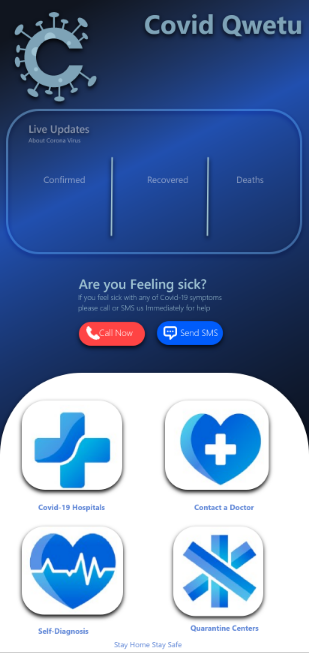 Covid Qwetu
Live Updates
About Corona Virus
Confirmed Recovered Deaths
Are you Feeling sick?
If you feel sick with any of Covid-19 symptoms
please call or SMS us Immediately for help
Call Now Send SMS
Covid-19 Hospitals Contact a Doctor
Self-Diagnosis Quarantine Centers
Stay Home Stay Safe